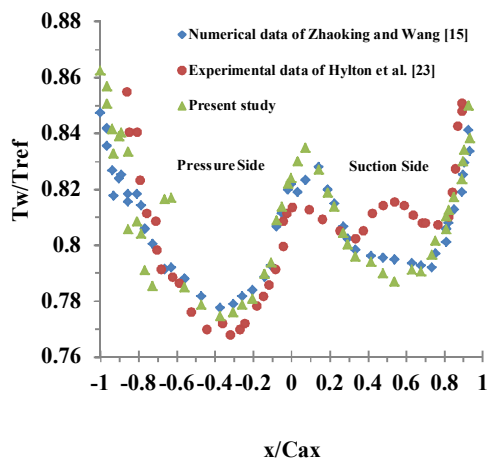 0.88
0.86
0.84
0.82
0.8
0.78
0.76
Tw/Tref
Numerical data of Zhaoking and Wang [15]
Experimental data of Hylton et al. [23]
Present study
Pressure Side
Suction Side
-1 -0.8 -0.6 -0.4 -0.2 0 0.2 0.4 0.6 0.8 1
x/Cax